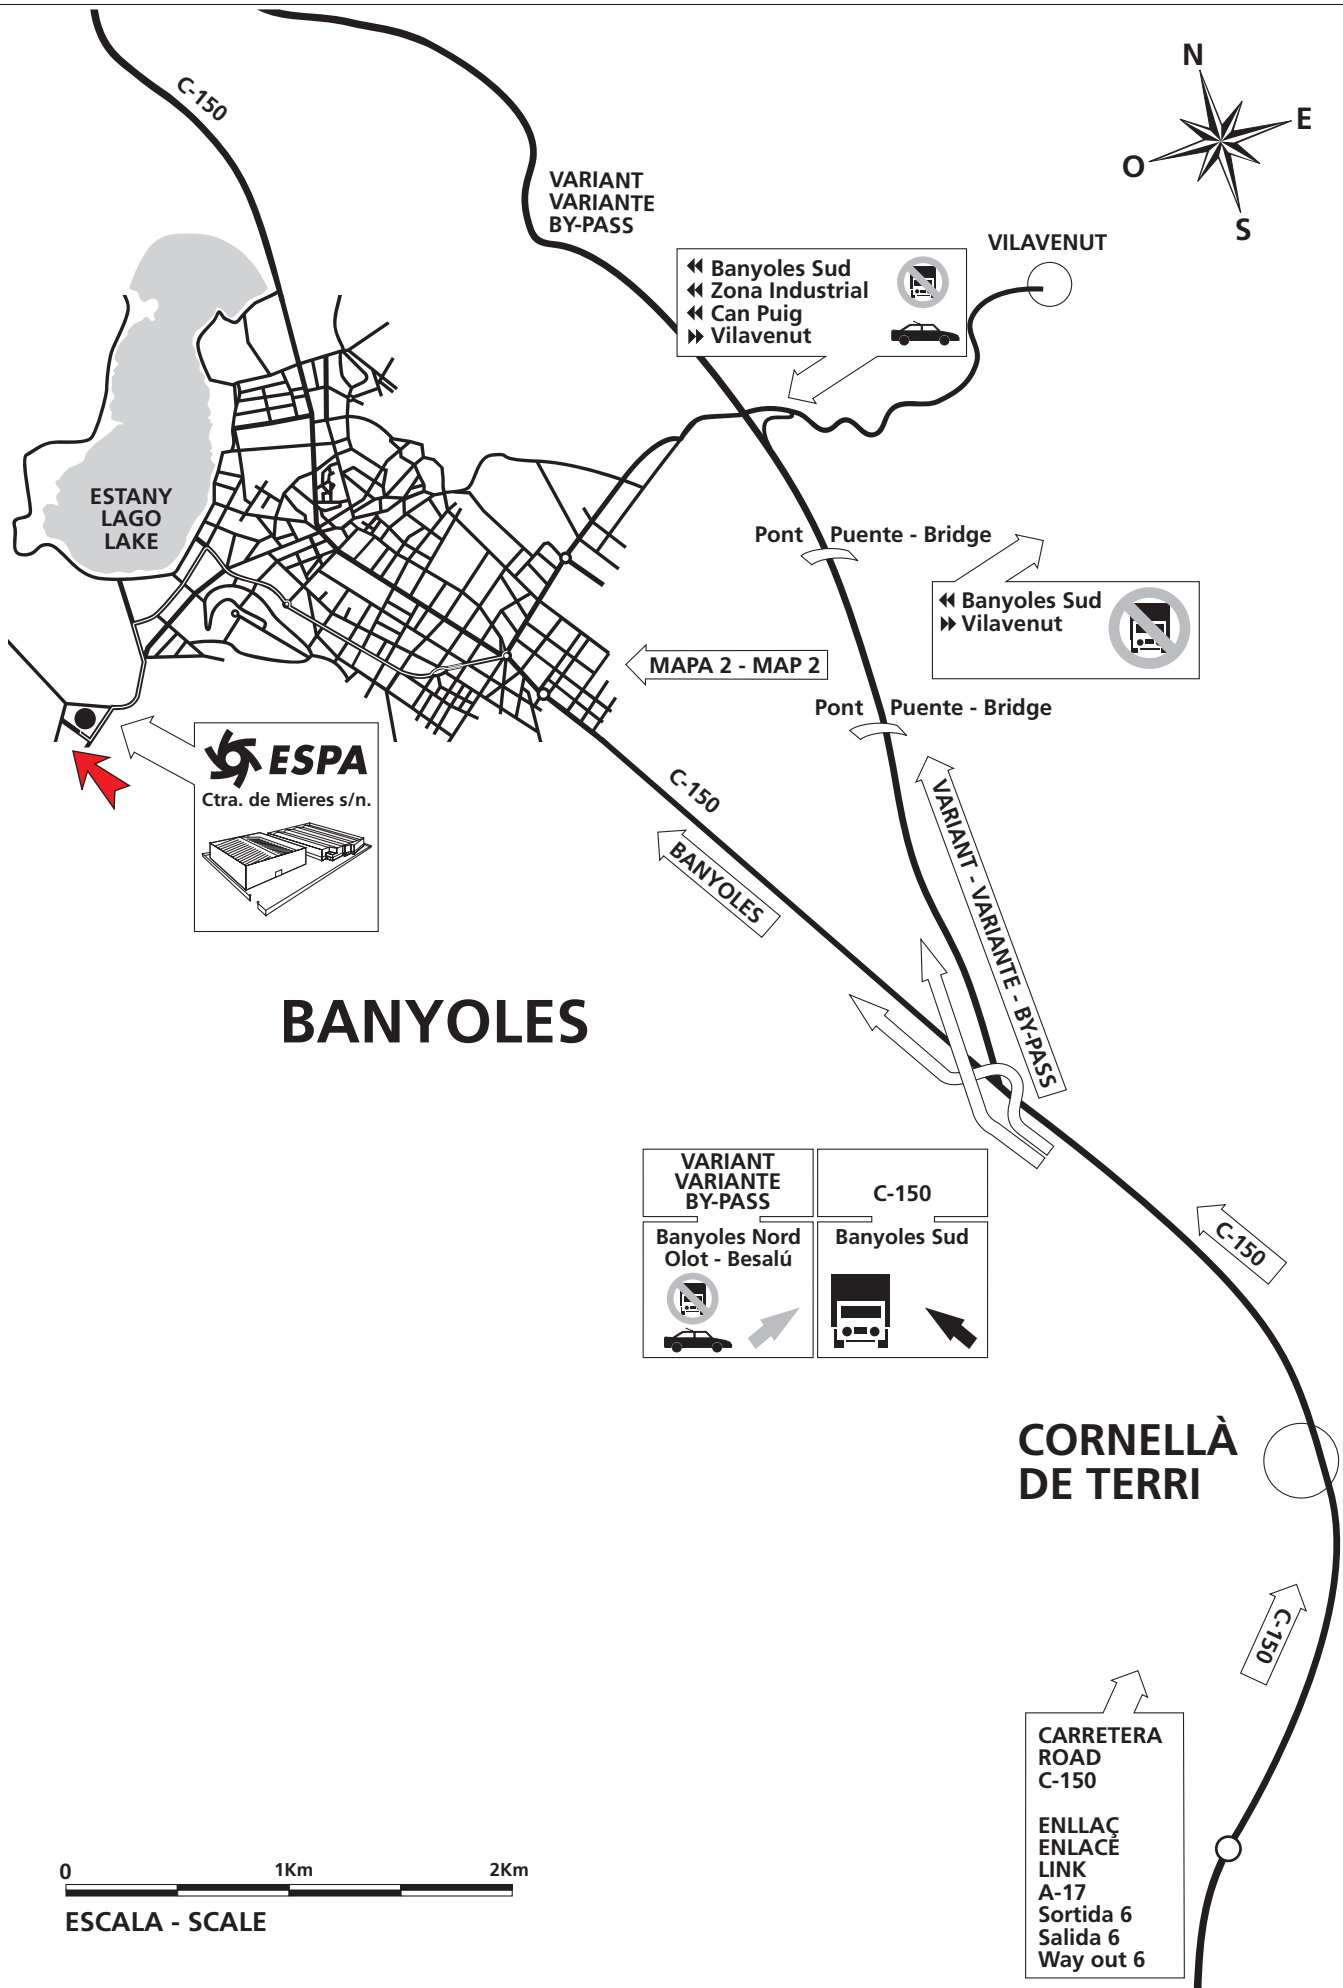 C-150
N
E
O
S
VARIANT
VARIANTE
BY-PASS
VILAVENUT
Banyoles Sud
Zona Industrial
Can Puig
Vilavenut
ESTANY
LAGO
LAKE
Pont Puente - Bridge
Banyoles Sud
Vilavenut
MAPA 2 - MAP 2
Pont Puente - Bridge
ESPA
Ctra. de Mieres s/n.
C-150
BANYOLES
VARIANT - VARIANTE - BY-PASS
BANYOLES
VARIANT
VARIANTE
BY-PASS
C-150
Banyoles Nord
Olot - Besalú
Banyoles Sud
C-150
CORNELLÀ
DE TERRI
C-150
CARRETERA
ROAD
C-150
ENLLAÇ
ENLACE
LINK
A-17
Sortida 6
Salida 6
Way out 6
0 1Km 2Km
ESCALA - SCALE